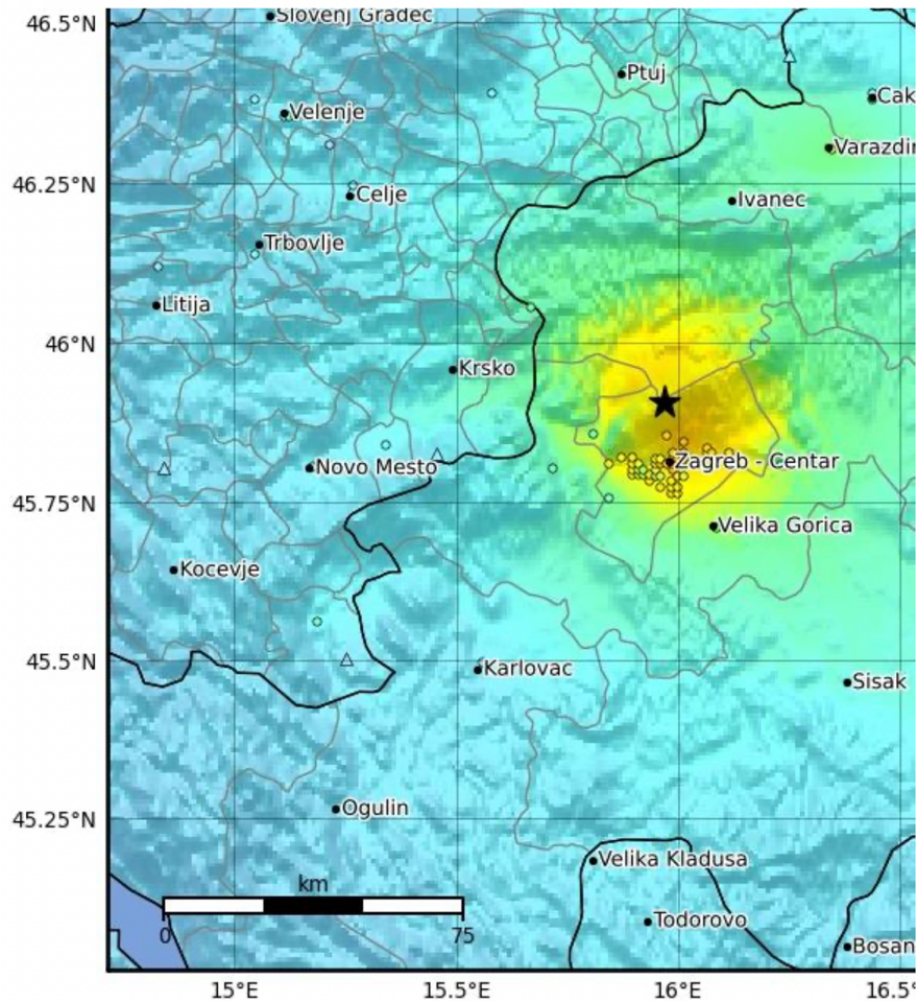 46.5°N
Slovenj Gradec
Ptuj
Cak
Velenje
Varazdin
46.25°N
Celje
Ivanec
Trbovlje
Litija
46°N
Krsko
Novo Mesto
Zagreb - Centar
45.75°N
Velika Gorica
Kocevje
45.5°N
Karlovac
Sisak
Ogulin
45.25°N
Velika Kladusa
km
0
75
Todorovo
Bosan
15°E
15.5°E
16°E
16.5°